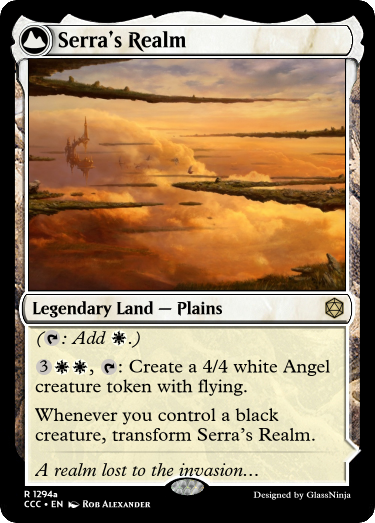 Serra's Realm
Legendary Land — Plains
(: Add .)
3, : Create a 4/4 white Angel
creature token with flying.
Whenever you control a black
creature, transform Serra's Realm.
A realm lost to the invasion...
R 1294a
CCC • EN Rob Alexander
Designed by GlassNinja